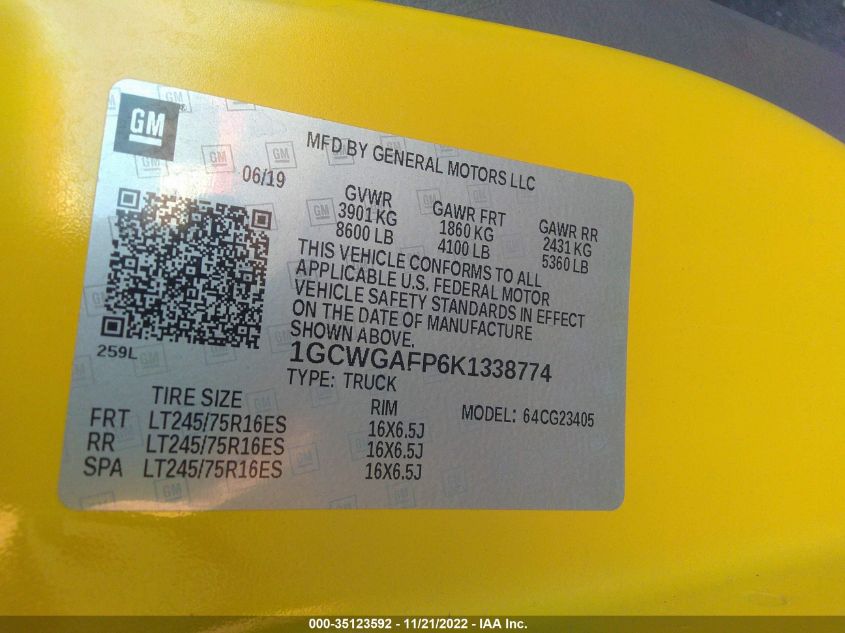 GM
MFD BY GENERAL MOTORS LLC
06/19
GVWR GAWR FRT GAWR RR
3901 KG 1860 KG 2431 KG
8600 LB 4100 LB 5360 LB
THIS VEHICLE CONFORMS TO ALL
APPLICABLE U.S. FEDERAL MOTOR
VEHICLE SAFETY STANDARDS IN EFFECT
ON THE DATE OF MANUFACTURE
SHOWN ABOVE.
259L
1GCWGAFP6K1338774
TYPE: TRUCK
TIRE SIZE RIM MODEL: 64CG23405
FRT LT245/75R16ES 16X6.5J
RR LT245/75R16ES 16X6.5J
SPA LT245/75R16ES 16X6.5J
000-35123592 - 11/21/2022 - IAA Inc.